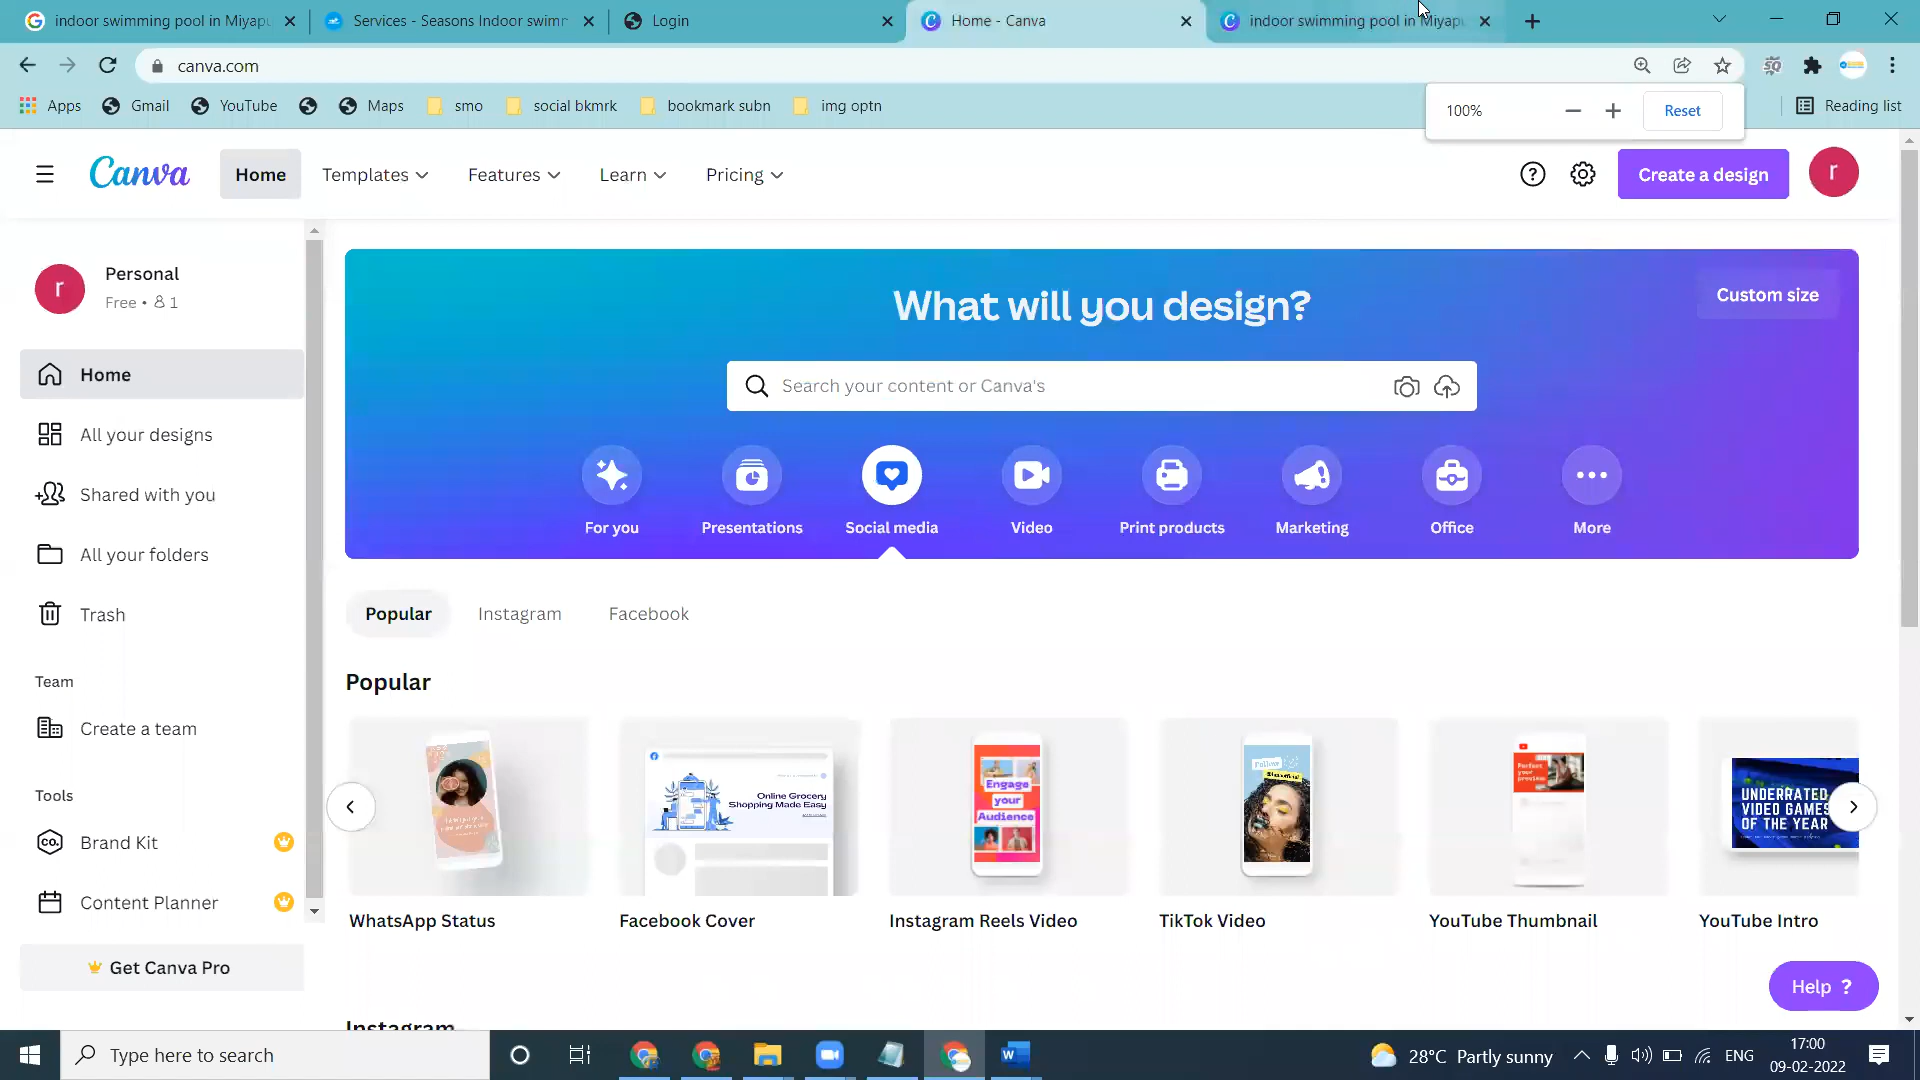 indoor swimming pool in Miyapu
Services - Seasons Indoor swimm
Login
Home - Canva
indoor swimming pool in Miyapu
canva.com
Apps
Gmail
YouTube
Maps
smo
social bkmrk
bookmark subn
img optn
Reading list
100%
Reset
Canva
Home
Templates
Features
Learn
Pricing
Create a design
r
r
Personal
Free • 1
Home
All your designs
Shared with you
All your folders
Trash
Team
Create a team
Tools
CO.
Brand Kit
Content Planner
Get Canva Pro
What will you design?
Custom size
Search your content or Canva's
For you
Presentations
Social media
Video
Print products
Marketing
Office
More
Popular
Instagram
Facebook
Popular
Online Grocery
Shopping Made Easy
Engage
your
Audience
Follow
UNDERRATED
VIDEO GAMES
OF THE YEAR
WhatsApp Status
Facebook Cover
Instagram Reels Video
TikTok Video
YouTube Thumbnail
YouTube Intro
Instagram
Help ?
Type here to search
28°C Partly sunny
ENG
17:00
09-02-2022